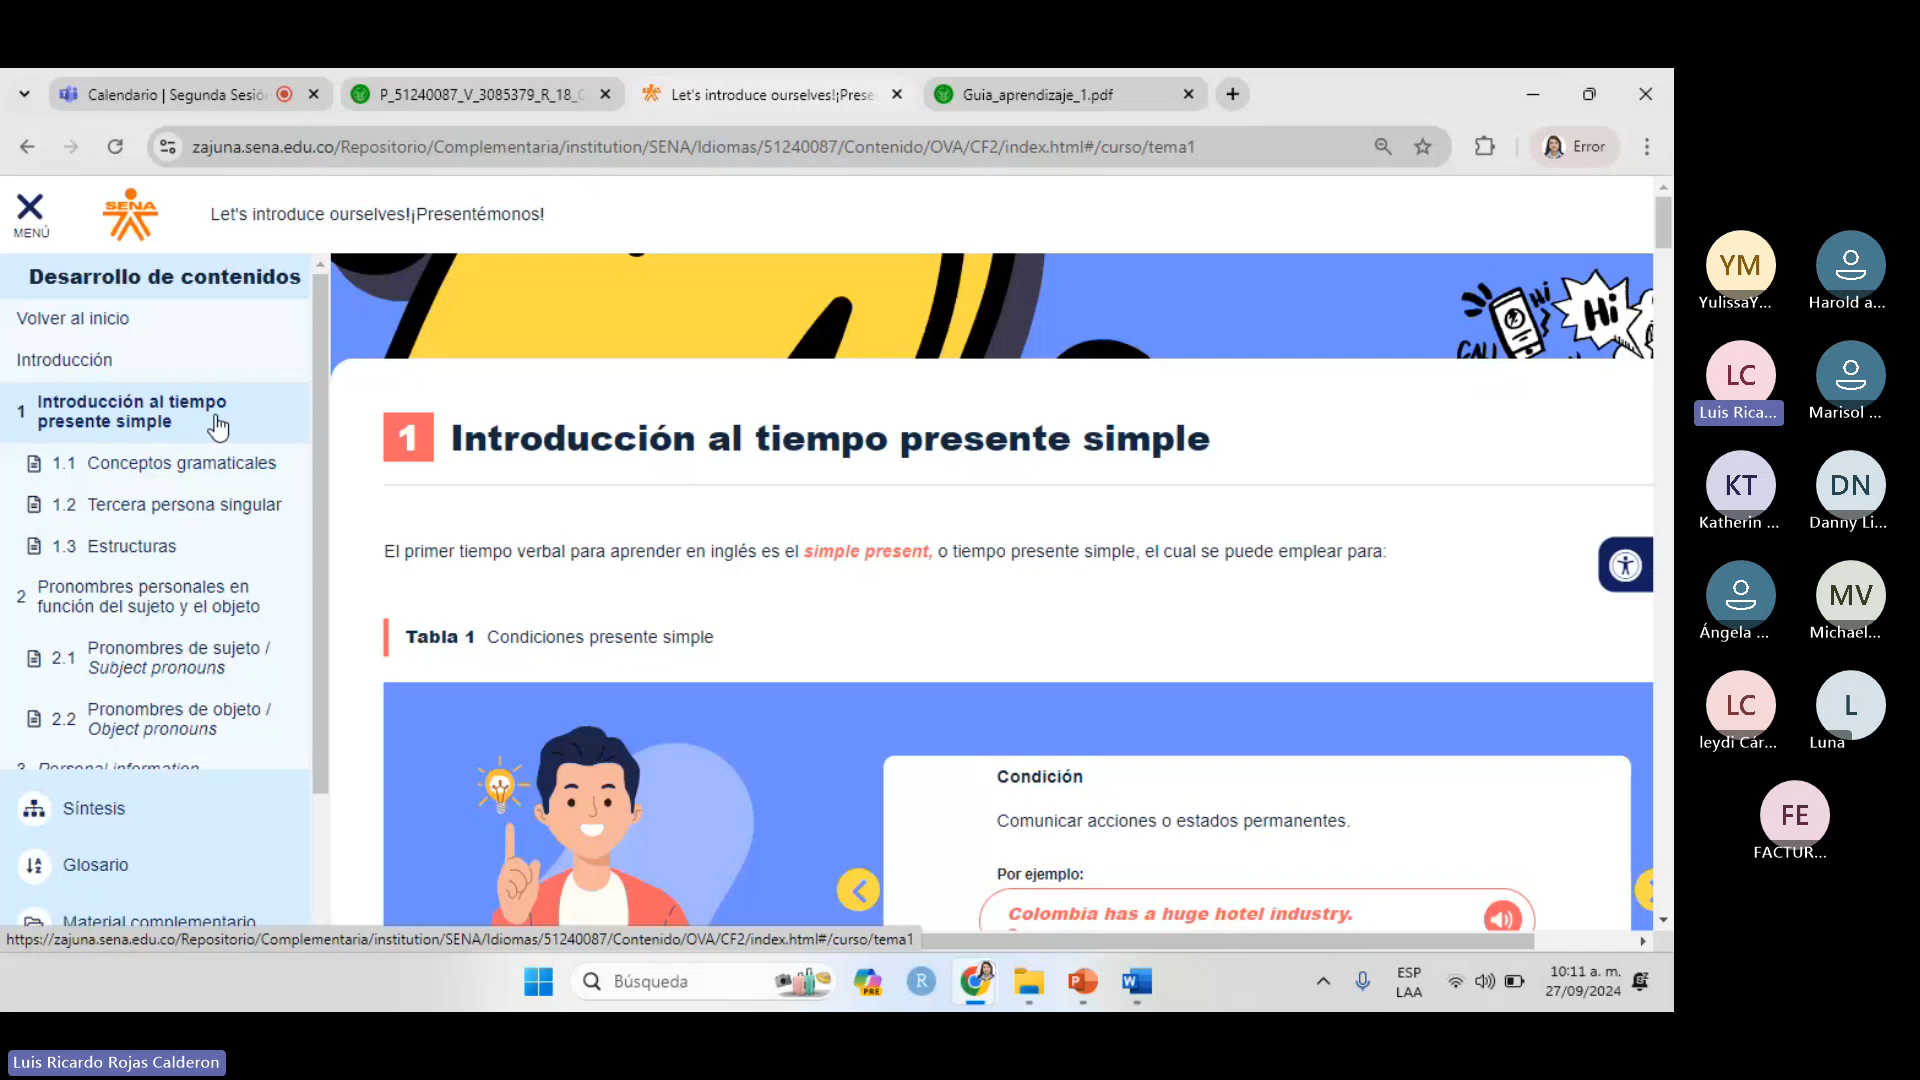 Calendario | Segunda Sesió
P_51240087_V_3085379_R_18_
Let's introduce ourselves!¡Prese
Guia_aprendizaje_1.pdf
zajuna.sena.edu.co/Repositorio/Complementaria/institution/SENA/Idiomas/51240087/Contenido/OVA/CF2/index.html#/curso/tema1
Error
MENÚ
SENA
Let's introduce ourselves!¡Presentémonos!
Desarrollo de contenidos
Volver al inicio
Introducción
1 Introducción al tiempo
presente simple
1.1 Conceptos gramaticales
1.2 Tercera persona singular
1.3 Estructuras
2 Pronombres personales en
función del sujeto y el objeto
2.1 Pronombres de sujeto /
Subject pronouns
2.2 Pronombres de objeto /
Object pronouns
3 Personal information
Síntesis
Glosario
Material complementario
Hi
Hi
CALL
1 Introducción al tiempo presente simple
El primer tiempo verbal para aprender en inglés es el simple present, o tiempo presente simple, el cual se puede emplear para:
Tabla 1 Condiciones presente simple
Condición
Comunicar acciones o estados permanentes.
Por ejemplo:
Colombia has a huge hotel industry.
https://zajuna.sena.edu.co/Repositorio/Complementaria/institution/SENA/Idiomas/51240087/Contenido/OVA/CF2/index.html#/curso/tema1
Búsqueda
PRE
R
ESP
LAA
10:11 a. m.
27/09/2024
YM
YulissaY...
Harold a...
LC
Luis Rica...
Marisol ...
KT
Katherin ...
DN
Danny Li...
Ángela ...
MV
Michael...
LC
leydi Cár...
L
Luna
FE
FACTUR...
Luis Ricardo Rojas Calderon